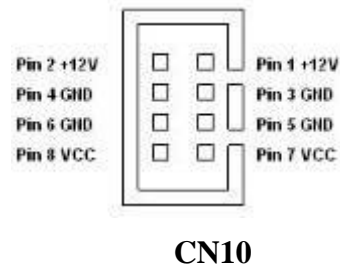 Pin 2 +12V Pin 1 +12V
Pin 4 GND Pin 3 GND
Pin 6 GND Pin 5 GND
Pin 8 VCC Pin 7 VCC
CN10